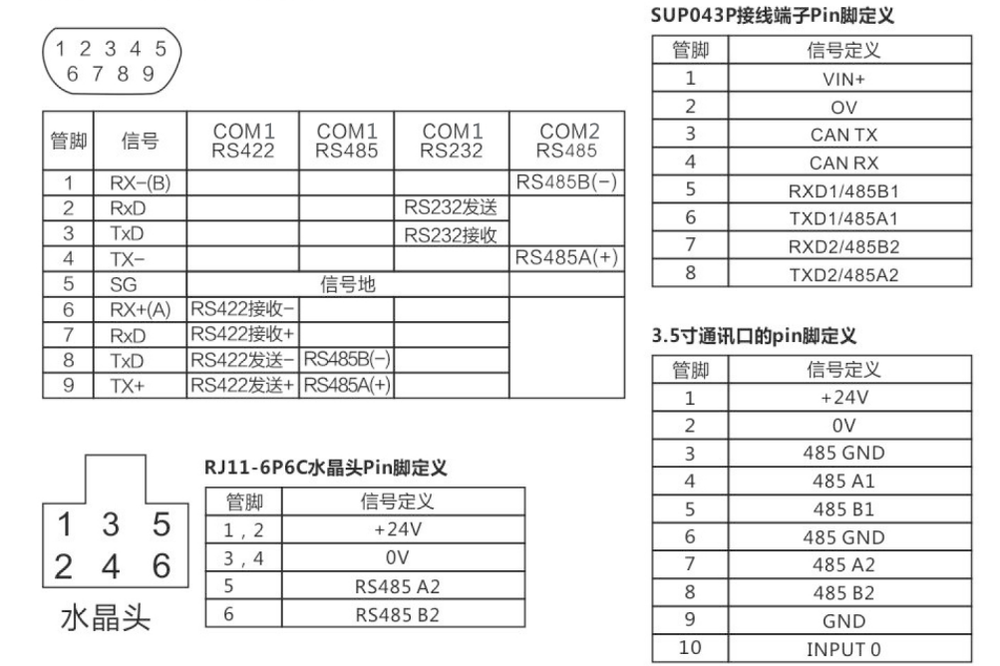 1 2 3 4 5
6 7 8 9
管脚 信号 COM1 RS422 COM1 RS485 COM1 RS232 COM2 RS485
1 RX-(B) RS485B(-)
2 RxD RS232发送
3 TxD RS232接收
4 TX- RS485A(+)
5 SG 信号地
6 RX+(A) RS422接收-
7 RxD RS422接收+
8 TxD RS422发送- RS485B(-)
9 TX+ RS422发送+ RS485A(+)
1 3 5
2 4 6
水晶头
RJ11-6P6C水晶头Pin脚定义
管脚 信号定义
1,2 +24V
3,4 0V
5 RS485 A2
6 RS485 B2
SUP043P接线端子Pin脚定义
管脚 信号定义
1 VIN+
2 OV
3 CAN TX
4 CAN RX
5 RXD1/485B1
6 TXD1/485A1
7 RXD2/485B2
8 TXD2/485A2
3.5寸通讯口的pin脚定义
管脚 信号定义
1 +24V
2 0V
3 485 GND
4 485 A1
5 485 B1
6 485 GND
7 485 A2
8 485 B2
9 GND
10 INPUT 0